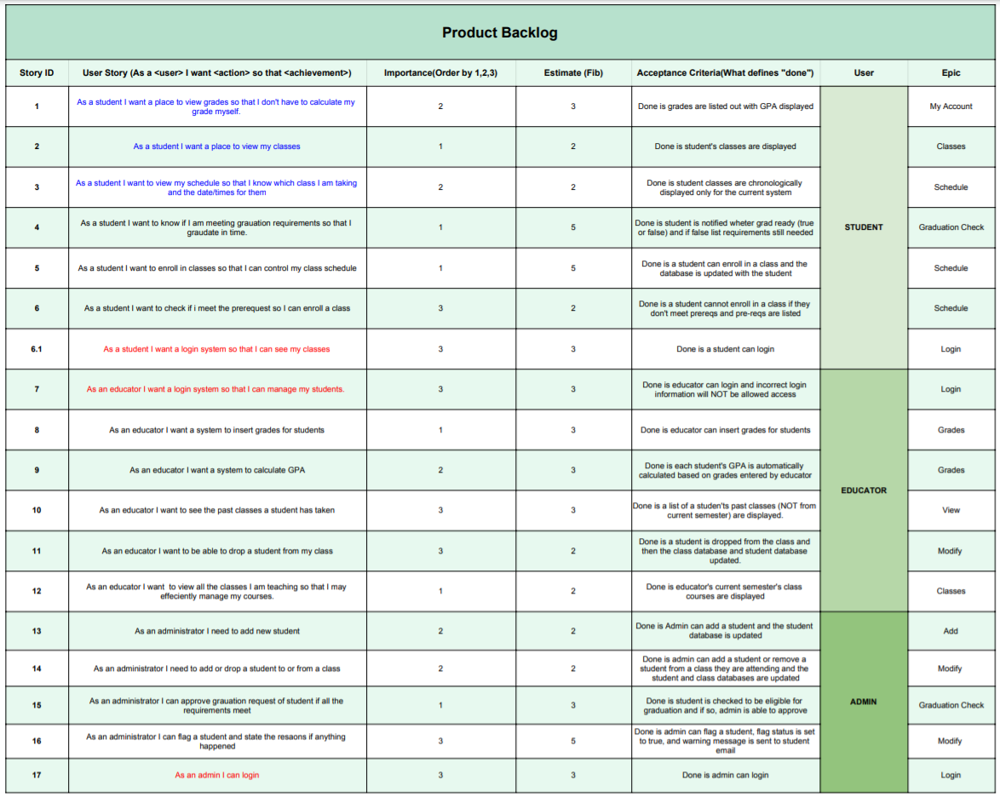 Product Backlog
Story ID
User Story (As a <user> I want <action> so that <achievement>)
Importance(Order by 1,2,3)
Estimate (Fib)
Acceptance Criteria(What defines "done")
User
Epic
1
As a student I want a place to view grades so that I don't have to calculate my
grade myself.
2
3
Done is grades are listed out with GPA displayed
My Account
2
As a student I want a place to view my classes
1
2
Done is student's classes are displayed
Classes
3
As a student I want to view my schedule so that I know which class I am taking
and the date/times for them
2
2
Done is student classes are chronologically
displayed only for the current system
Schedule
4
As a student I want to know if I am meeting grauation requirements so that I
graudate in time.
1
5
Done is student is notified wheter grad ready (true
or false) and if false list requirements still needed
STUDENT
Graduation Check
5
As a student I want to enroll in classes so that I can control my class schedule
1
5
Done is a student can enroll in a class and the
database is updated with the student
Schedule
6
As a student I want to check if i meet the prerequest so I can enroll a class
3
2
Done is a student cannot enroll in a class if they
don't meet prereqs and pre-reqs are listed
Schedule
6.1
As a student I want a login system so that I can see my classes
3
3
Done is a student can login
Login
7
As an educator I want a login system so that I can manage my students.
3
3
Done is educator can login and incorrect login
information will NOT be allowed access
Login
8
As an educator I want a system to insert grades for students
1
3
Done is educator can insert grades for students
Grades
9
As an educator I want a system to calculate GPA
2
3
Done is each student's GPA is automatically
calculated based on grades entered by educator
Grades
EDUCATOR
10
As an educator I want to see the past classes a student has taken
3
3
Done is a list of a studen'ts past classes (NOT from
current semester) are displayed.
View
11
As an educator I want to be able to drop a student from my class
3
2
Done is a student is dropped from the class and
then the class database and student database
updated.
Modify
12
As an educator I want  to view all the classes I am teaching so that I may
effeciently manage my courses.
1
2
Done is educator's current semester's class
courses are displayed
Classes
13
As an administrator I need to add new student
2
2
Done is Admin can add a student and the student
database is updated
Add
14
As an administrator I need to add or drop a student to or from a class
2
2
Done is admin can add a student or remove a
student from a class they are attending and the
student and class databases are updated
Modify
15
As an administrator I can approve grauation request of student if all the
requirements meet
1
3
Done is student is checked to be eligible for
graduation and if so, admin is able to approve
ADMIN
Graduation Check
16
As an administrator I can flag a student and state the resaons if anything
happened
3
5
Done is admin can flag a student, flag status is set
to true, and warning message is sent to student
email
Modify
17
As an admin I can login
3
3
Done is admin can login
Login